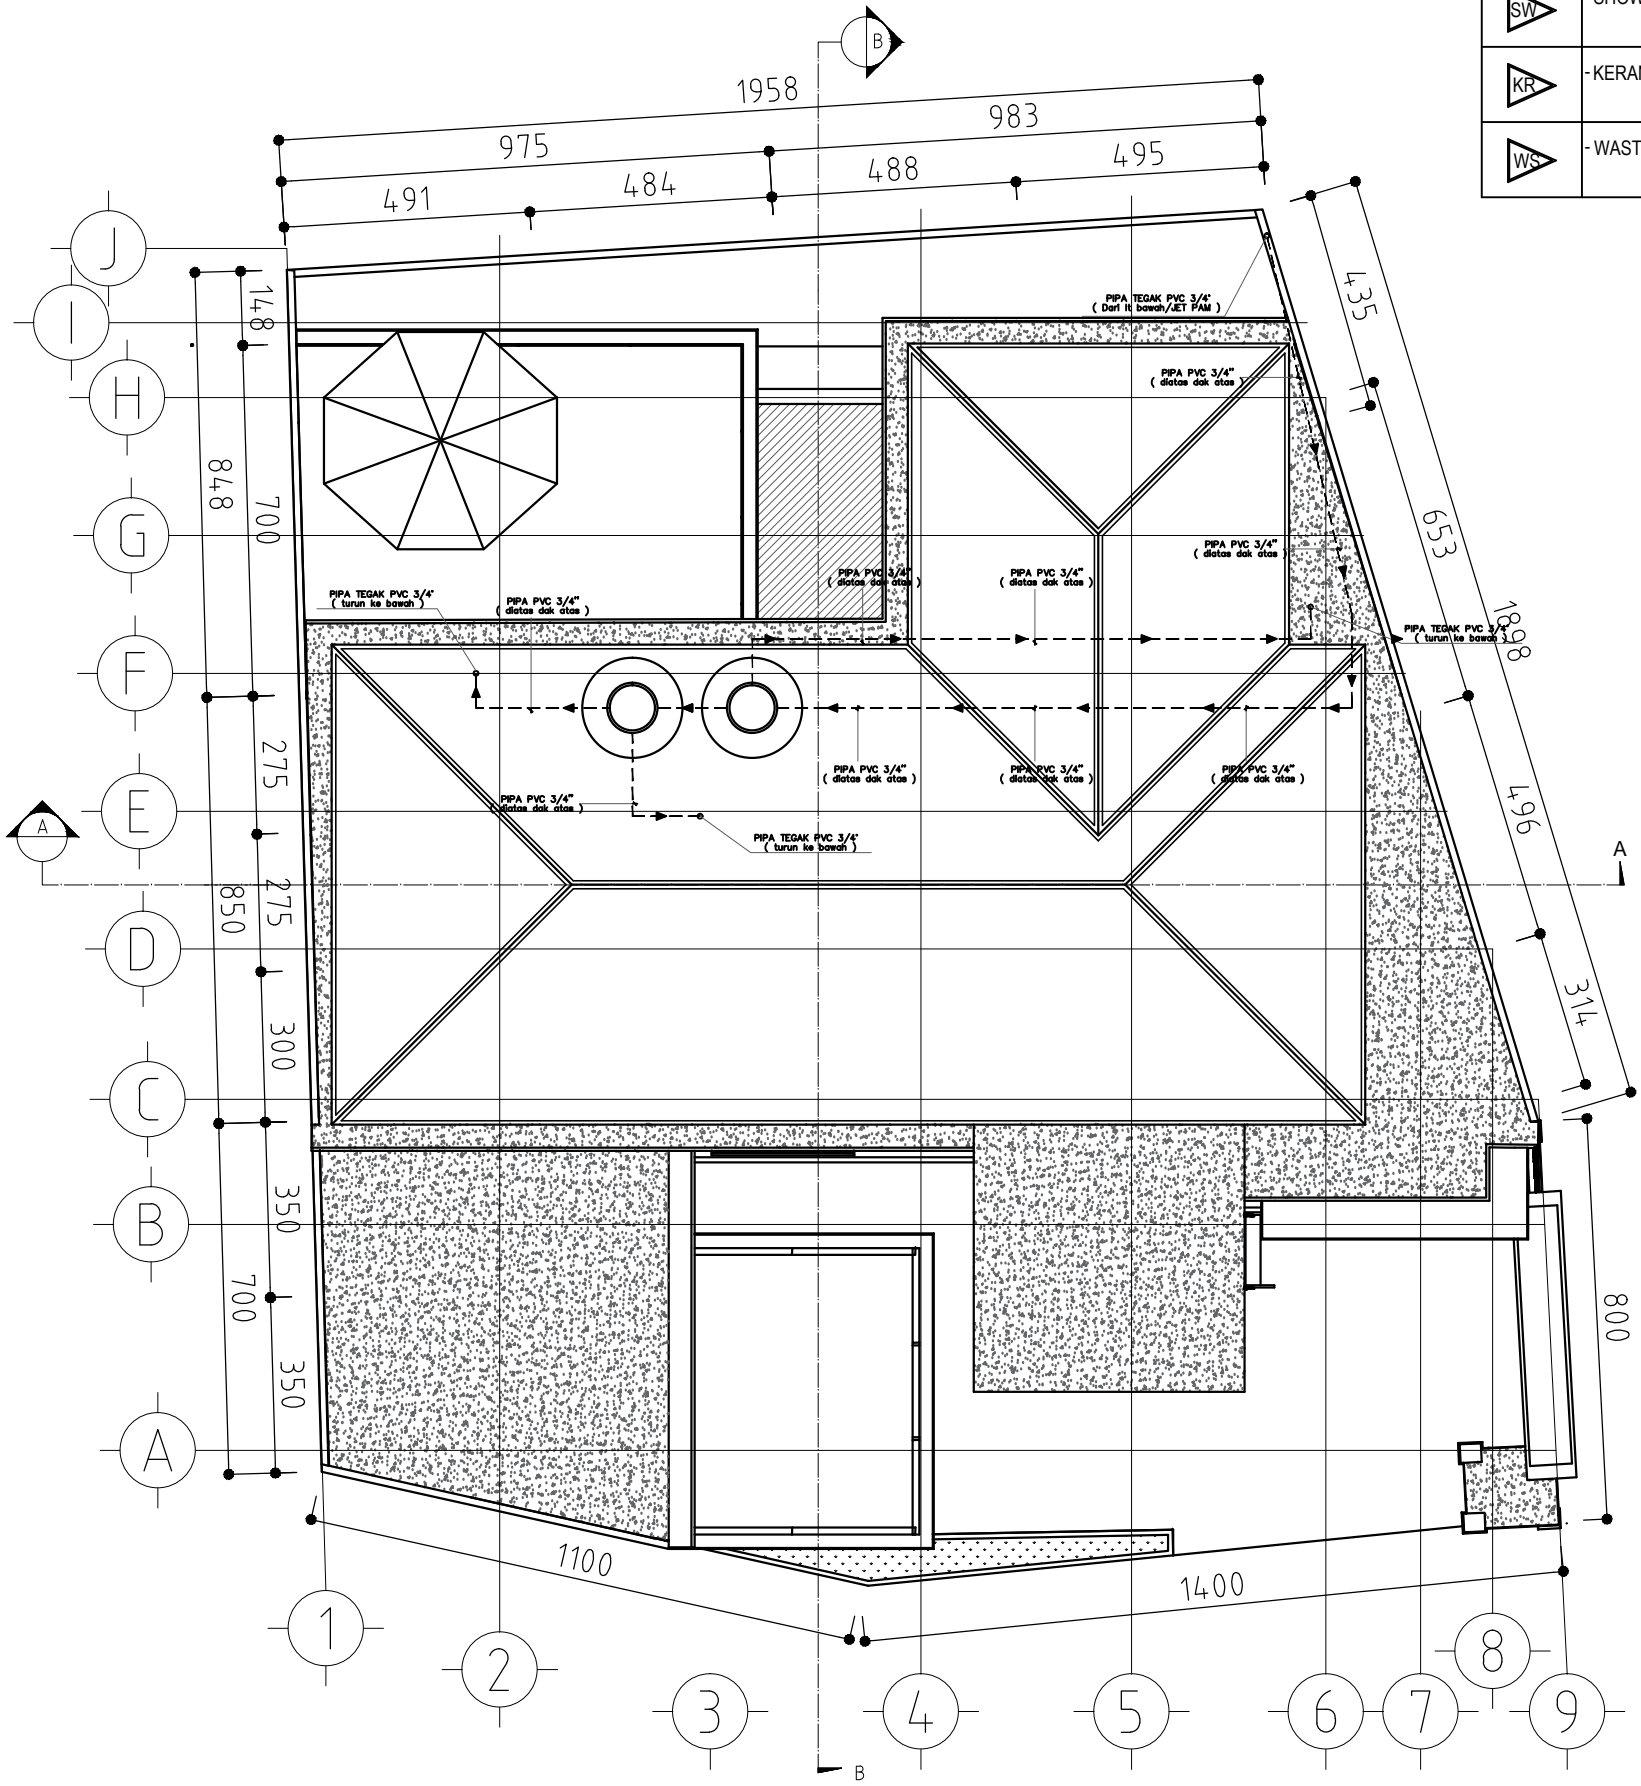 SW
KR
- KERAN
WS
- WAST
B
1958
975
983
491
484
488
495
J
I
H
G
F
E
D
C
B
A
148
848
700
275
275
850
300
350
700
350
435
653
1898
496
314
800
PIPA TEGAK PVC 3/4"
( Dari lt bawah/JET PAM )
PIPA PVC 3/4"
( diatas dak atas )
PIPA PVC 3/4"
( diatas dak atas )
PIPA PVC 3/4"
( diatas dak atas )
PIPA PVC 3/4"
( diatas dak atas )
PIPA TEGAK PVC 3/4"
( turun ke bawah )
PIPA PVC 3/4"
( diatas dak atas )
PIPA TEGAK PVC 3/4"
( turun ke bawah )
PIPA PVC 3/4"
( diatas dak atas )
PIPA PVC 3/4"
( diatas dak atas )
PIPA PVC 3/4"
( diatas dak atas )
PIPA PVC 3/4"
( diatas dak atas )
PIPA TEGAK PVC 3/4"
( turun ke bawah )
A
A
1100
1400
1
2
3
4
5
6
7
8
9
B